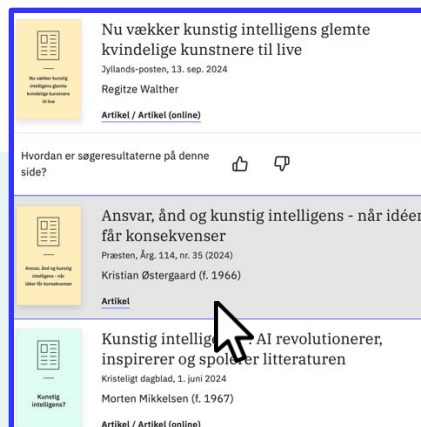 Nu vækker kunstig
intelligens glemte
kvindelige kunstnere
til live
Nu vækker kunstig intelligens glemte
kvindelige kunstnere til live
Jyllands-posten, 13. sep. 2024
Regitze Walther
Artikel / Artikel (online)
Hvordan er søgeresultaterne på denne
side?
Ansvar, ånd og kunstig
intelligens - når
idéer får konsekvenser
Ansvar, ånd og kunstig intelligens - når idéer
får konsekvenser
Præsten, Årg. 114, nr. 35 (2024)
Kristian Østergaard (f. 1966)
Artikel
Kunstig
intelligens?
Kunstig AI revolutionerer,
inspirerer og litteraturen
Kristeligt dagblad, 1. juni 2024
Morten Mikkelsen (f. 1967)
Artikel / Artikel (online)